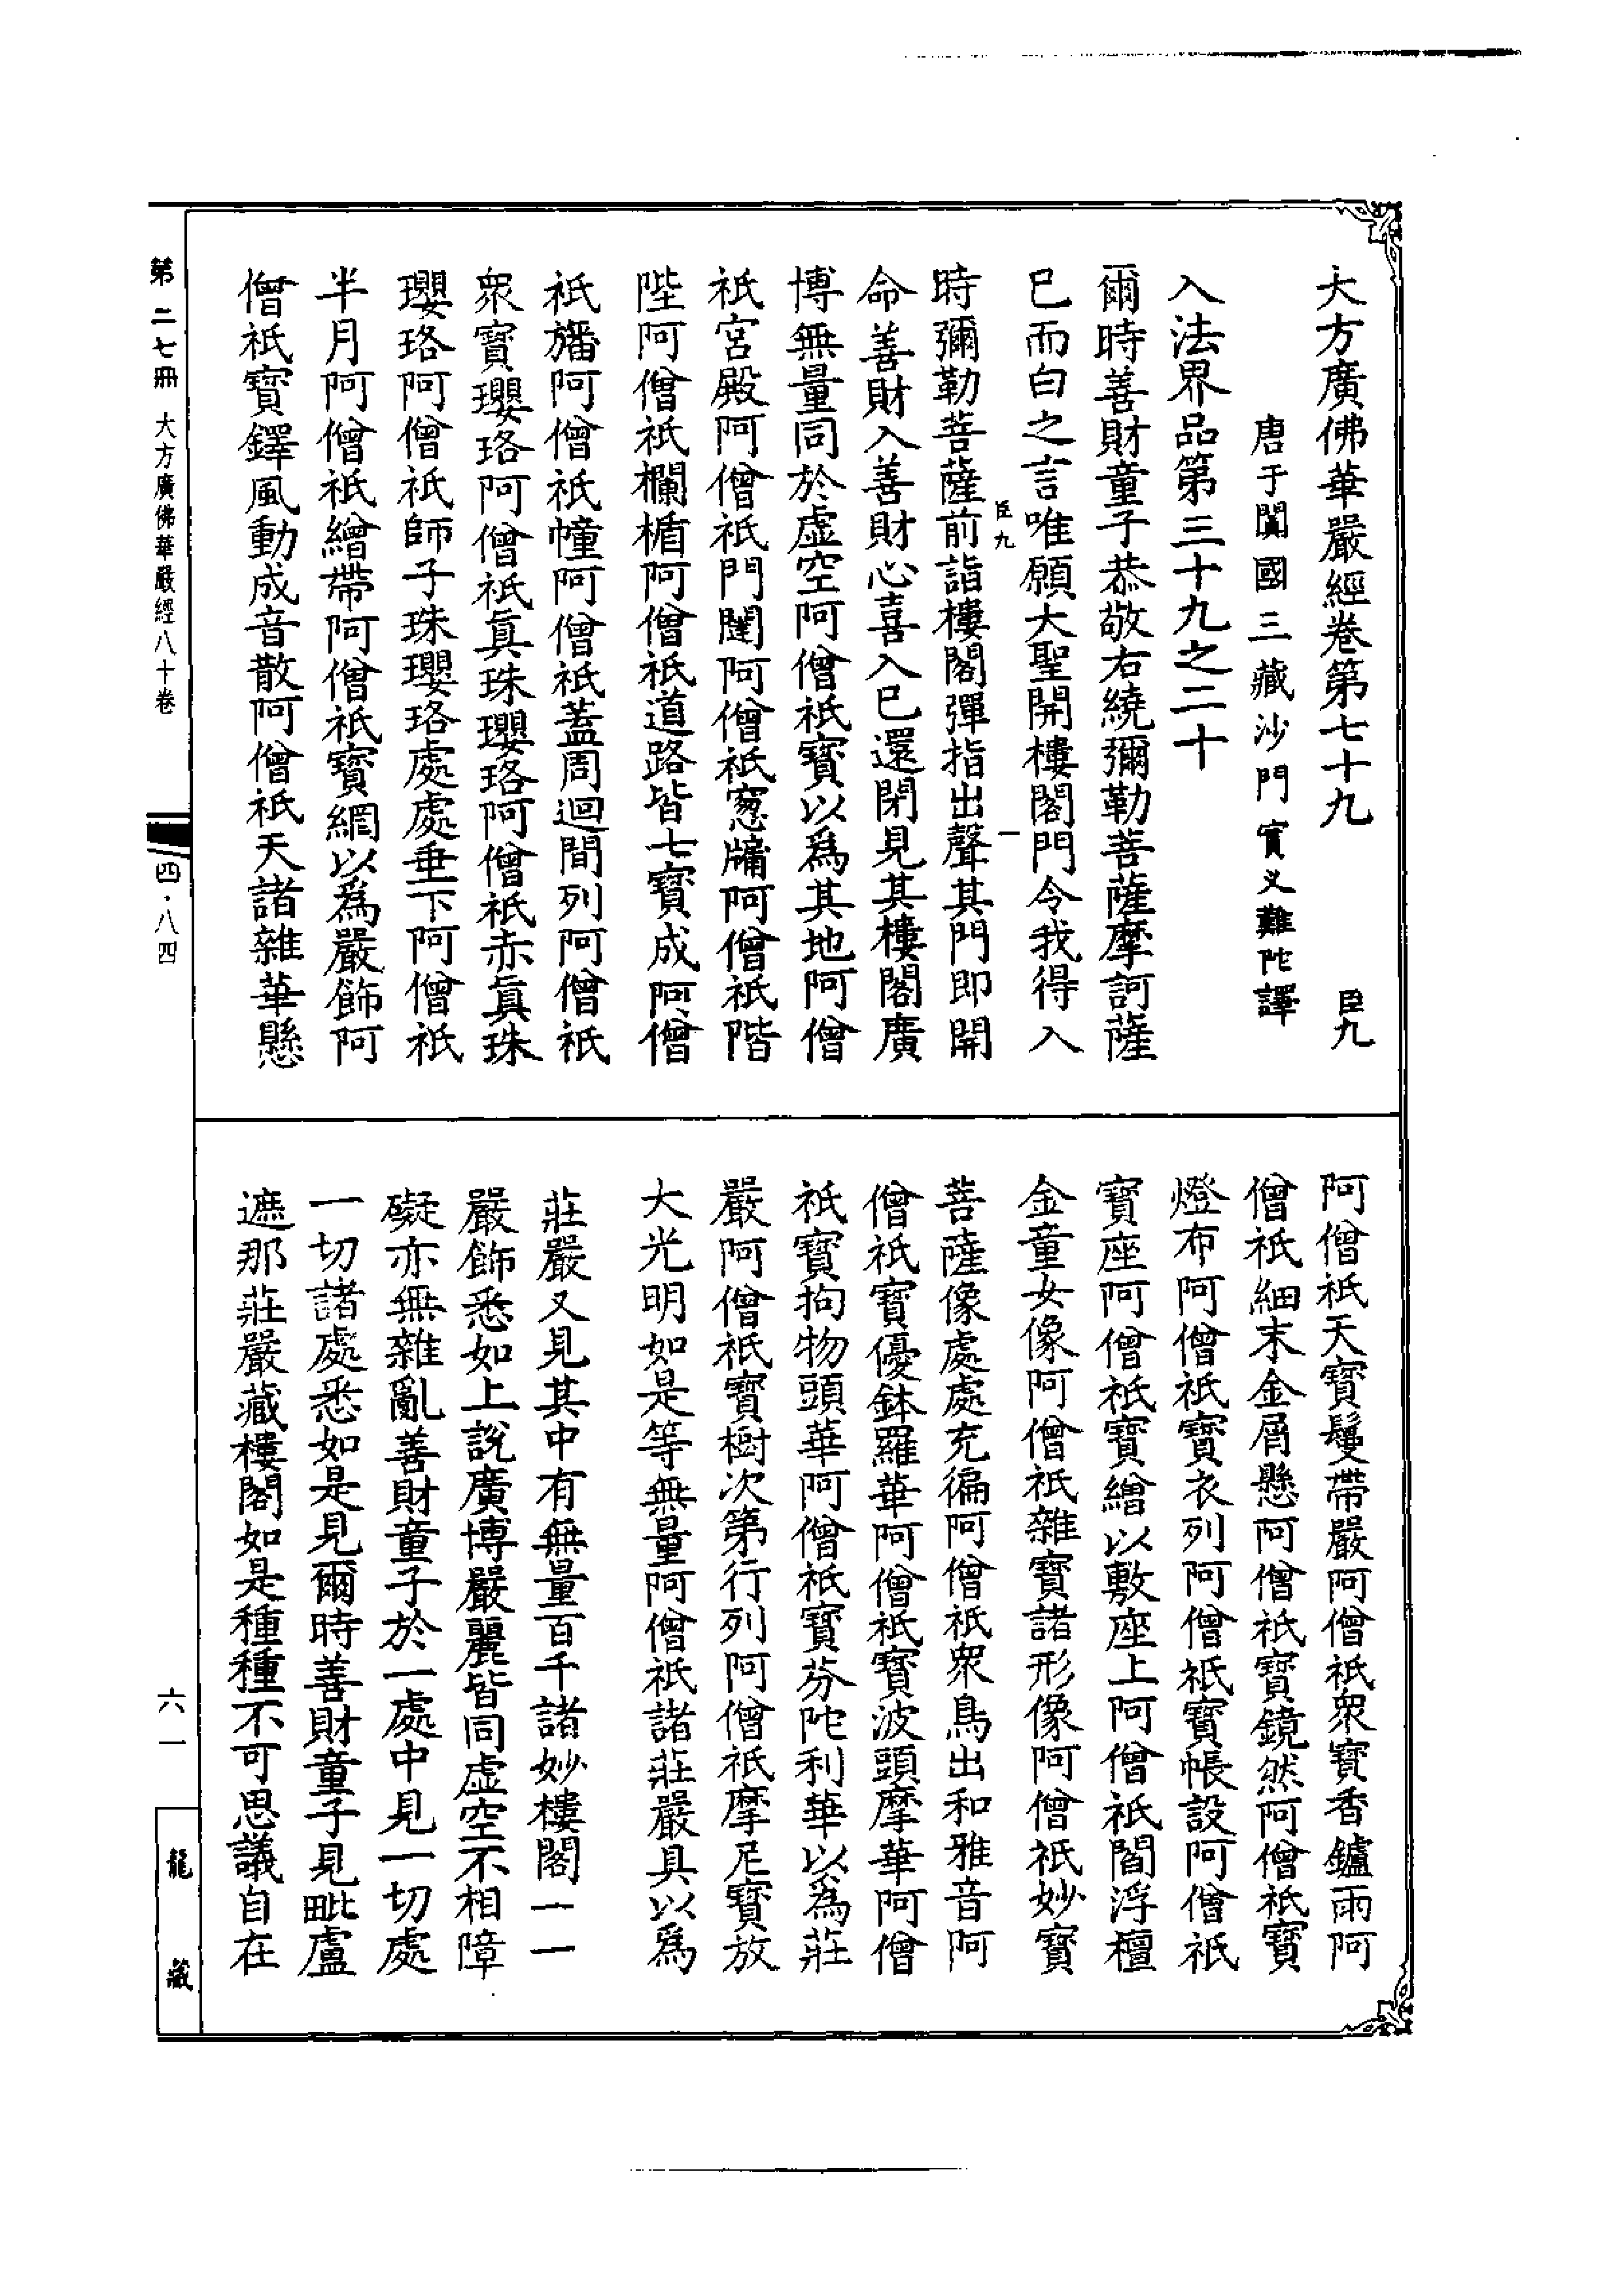 大方廣佛華嚴經卷第七十九 臣九
唐于闐國三藏沙門實叉難陀譯
入法界品第三十九之二十
爾時善財童子恭敬右繞彌勒菩薩摩訶薩
已而白之言唯願大聖開樓閣門令我得入
臣九 一
時彌勒菩薩前詣樓閣彈指出聲其門即開
命善財入善財心喜入已還閉見其樓閣廣
博無量同於虛空阿僧祇寶以為其地阿僧
祇宮殿阿僧祇門闥阿僧祇窻牖阿僧祇階
陛阿僧祇欄楯阿僧祇道路皆七寶成阿僧
祇旛阿僧祇幢阿僧祇蓋周迴間列阿僧祇
眾寶瓔珞阿僧祇真珠瓔珞阿僧祇赤真珠
瓔珞阿僧祇師子珠瓔珞處處垂下阿僧祇
半月阿僧祇繒帶阿僧祇寶網以為嚴飾阿
僧祇寶鐸風動成音散阿僧祇天諸雜華懸
阿僧祇天寶鬘帶嚴阿僧祇眾寶香鑪雨阿
僧祇細末金屑懸阿僧祇寶鏡然阿僧祇寶
燈布阿僧祇寶衣列阿僧祇寶帳設阿僧祇
寶座阿僧祇寶繒以敷座上阿僧祇閻浮檀
金童女像阿僧祇雜寶諸形像阿僧祇妙寶
菩薩像處處充徧阿僧祇眾鳥出和雅音阿
僧祇寶優鉢羅華阿僧祇寶波頭摩華阿僧
祇寶拘物頭華阿僧祇寶芬陀利華以為莊
嚴阿僧祇寶樹次第行列阿僧祇摩尼寶放
大光明如是等無量阿僧祇諸莊嚴具以為
莊嚴又見其中有無量百千諸妙樓閣一一
嚴飾悉如上說廣博嚴麗皆同虛空不相障
礙亦無雜亂善財童子於一處中見一切處
一切諸處悉如是見爾時善財童子見毗盧
遮那莊嚴藏樓閣如是種種不可思議自在
第二七冊 大方廣佛華嚴經八十卷
四·八四
六一
龍藏